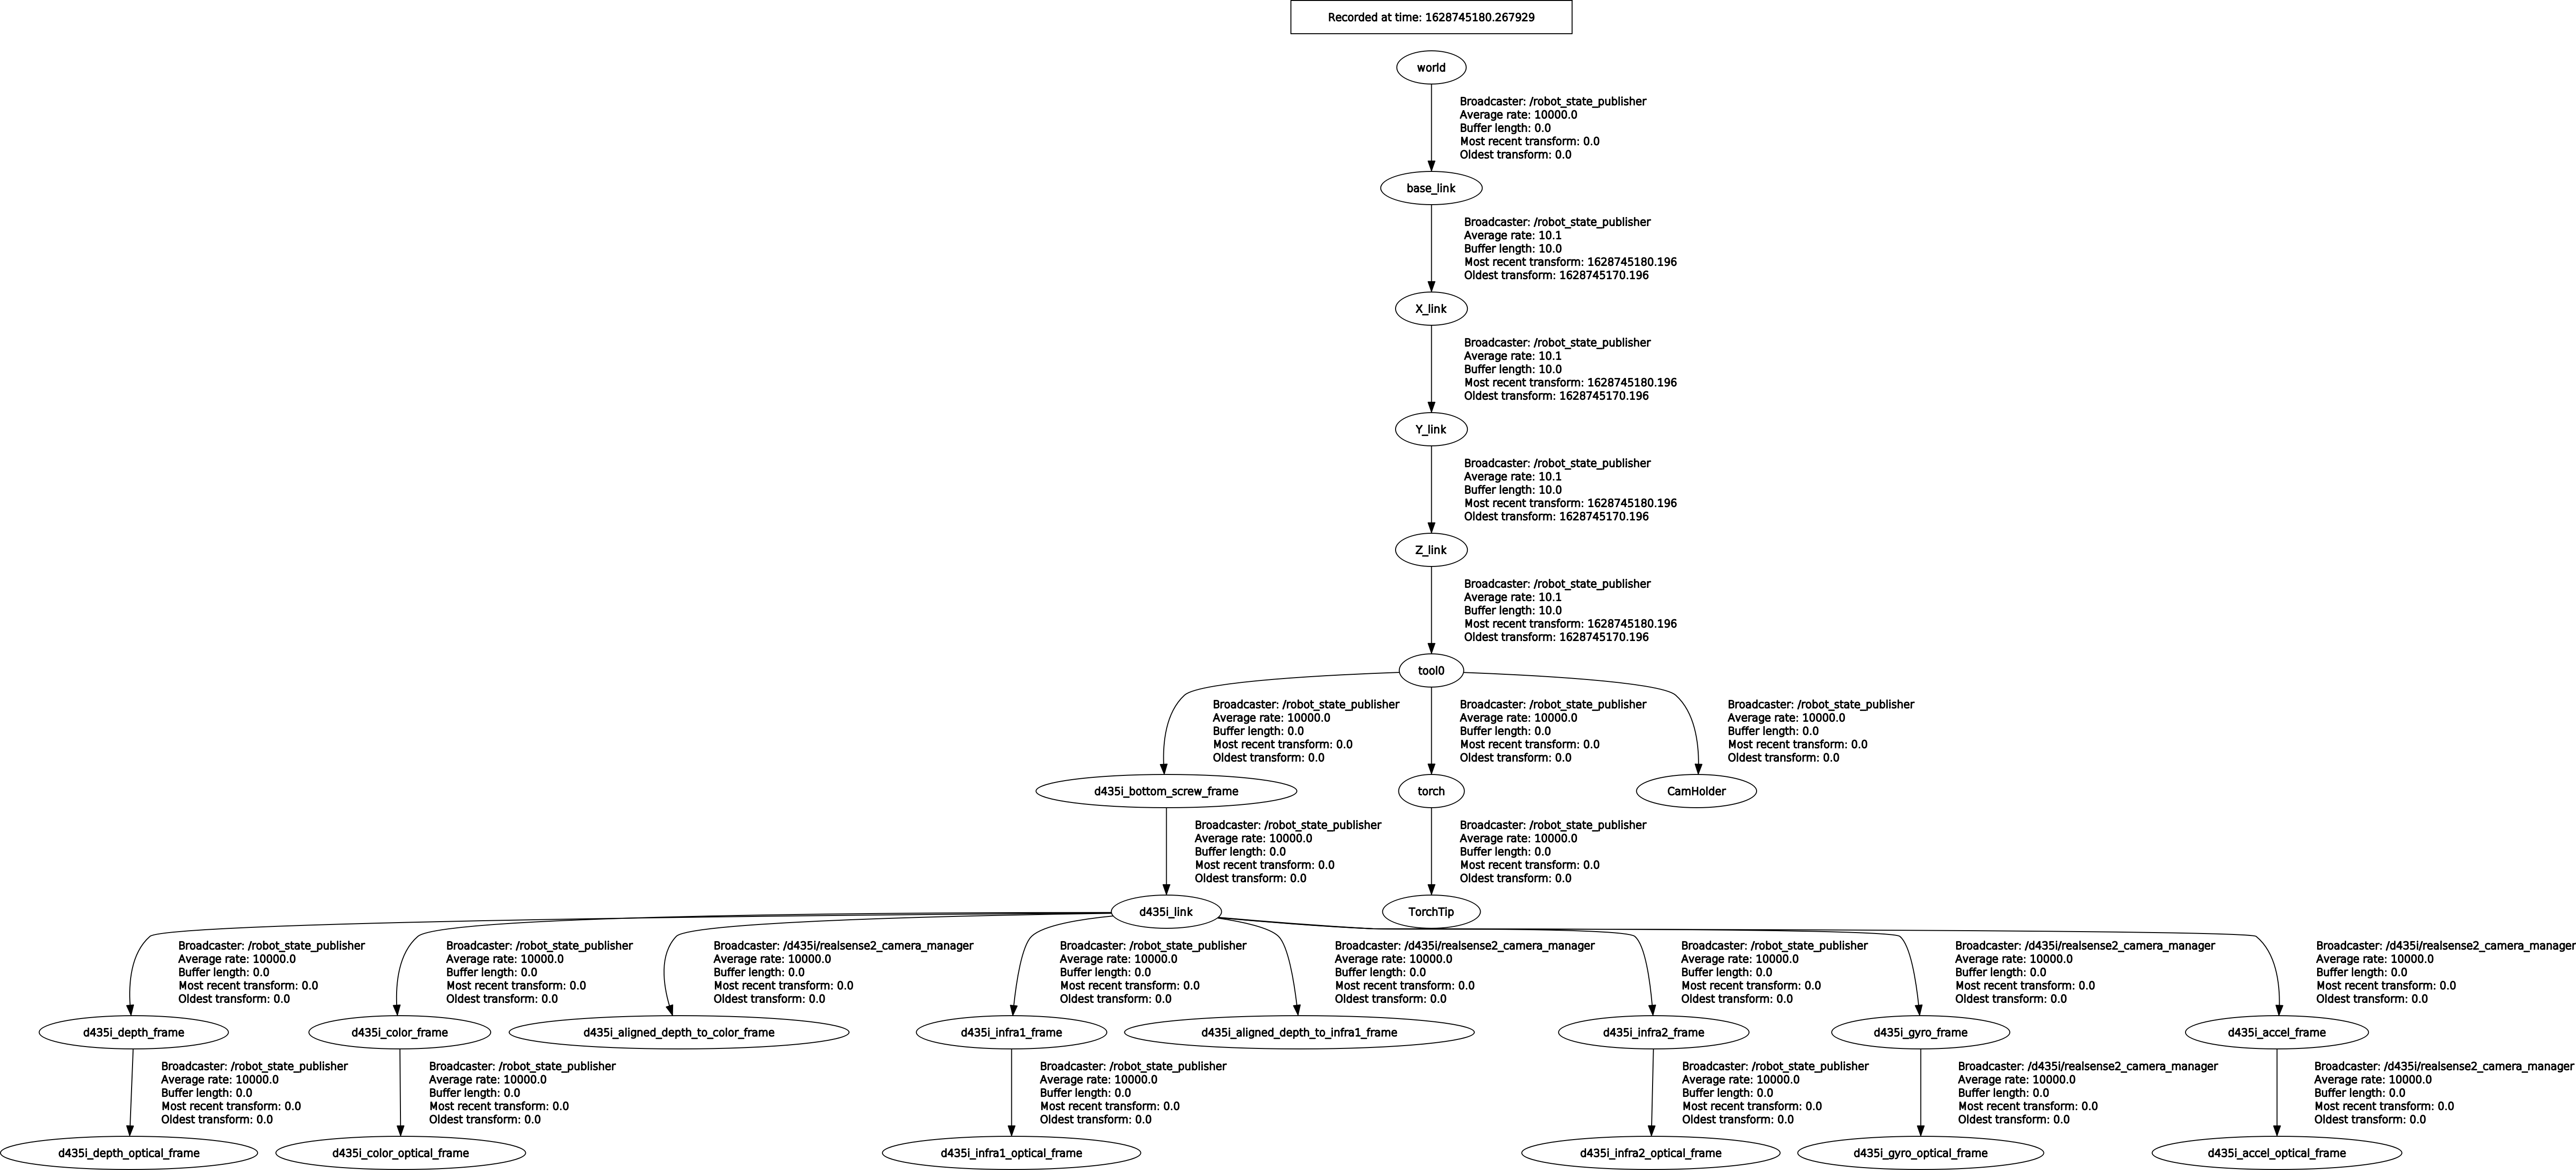 Recorded at time: 1628745180.267929
world
Broadcaster: /robot_state_publisher
Average rate: 10000.0
Buffer length: 0.0
Most recent transform: 0.0
Oldest transform: 0.0
base_link
Broadcaster: /robot_state_publisher
Average rate: 10.1
Buffer length: 10.0
Most recent transform: 1628745180.196
Oldest transform: 1628745170.196
X_link
Broadcaster: /robot_state_publisher
Average rate: 10.1
Buffer length: 10.0
Most recent transform: 1628745180.196
Oldest transform: 1628745170.196
Y_link
Broadcaster: /robot_state_publisher
Average rate: 10.1
Buffer length: 10.0
Most recent transform: 1628745180.196
Oldest transform: 1628745170.196
Z_link
Broadcaster: /robot_state_publisher
Average rate: 10.1
Buffer length: 10.0
Most recent transform: 1628745180.196
Oldest transform: 1628745170.196
tool0
Broadcaster: /robot_state_publisher
Average rate: 10000.0
Buffer length: 0.0
Most recent transform: 0.0
Oldest transform: 0.0
Broadcaster: /robot_state_publisher
Average rate: 10000.0
Buffer length: 0.0
Most recent transform: 0.0
Oldest transform: 0.0
Broadcaster: /robot_state_publisher
Average rate: 10000.0
Buffer length: 0.0
Most recent transform: 0.0
Oldest transform: 0.0
d435i_bottom_screw_frame
torch
CamHolder
Broadcaster: /robot_state_publisher
Average rate: 10000.0
Buffer length: 0.0
Most recent transform: 0.0
Oldest transform: 0.0
Broadcaster: /robot_state_publisher
Average rate: 10000.0
Buffer length: 0.0
Most recent transform: 0.0
Oldest transform: 0.0
d435i_link
TorchTip
Broadcaster: /robot_state_publisher
Average rate: 10000.0
Buffer length: 0.0
Most recent transform: 0.0
Oldest transform: 0.0
Broadcaster: /robot_state_publisher
Average rate: 10000.0
Buffer length: 0.0
Most recent transform: 0.0
Oldest transform: 0.0
Broadcaster: /d435i/realsense2_camera_manager
Average rate: 10000.0
Buffer length: 0.0
Most recent transform: 0.0
Oldest transform: 0.0
Broadcaster: /robot_state_publisher
Average rate: 10000.0
Buffer length: 0.0
Most recent transform: 0.0
Oldest transform: 0.0
Broadcaster: /d435i/realsense2_camera_manager
Average rate: 10000.0
Buffer length: 0.0
Most recent transform: 0.0
Oldest transform: 0.0
Broadcaster: /robot_state_publisher
Average rate: 10000.0
Buffer length: 0.0
Most recent transform: 0.0
Oldest transform: 0.0
Broadcaster: /d435i/realsense2_camera_manager
Average rate: 10000.0
Buffer length: 0.0
Most recent transform: 0.0
Oldest transform: 0.0
Broadcaster: /d435i/realsense2_camera_manager
Average rate: 10000.0
Buffer length: 0.0
Most recent transform: 0.0
Oldest transform: 0.0
d435i_depth_frame
d435i_color_frame
d435i_aligned_depth_to_color_frame
d435i_infra1_frame
d435i_aligned_depth_to_infra1_frame
d435i_infra2_frame
d435i_gyro_frame
d435i_accel_frame
Broadcaster: /robot_state_publisher
Average rate: 10000.0
Buffer length: 0.0
Most recent transform: 0.0
Oldest transform: 0.0
Broadcaster: /robot_state_publisher
Average rate: 10000.0
Buffer length: 0.0
Most recent transform: 0.0
Oldest transform: 0.0
Broadcaster: /robot_state_publisher
Average rate: 10000.0
Buffer length: 0.0
Most recent transform: 0.0
Oldest transform: 0.0
Broadcaster: /robot_state_publisher
Average rate: 10000.0
Buffer length: 0.0
Most recent transform: 0.0
Oldest transform: 0.0
Broadcaster: /d435i/realsense2_camera_manager
Average rate: 10000.0
Buffer length: 0.0
Most recent transform: 0.0
Oldest transform: 0.0
Broadcaster: /d435i/realsense2_camera_manager
Average rate: 10000.0
Buffer length: 0.0
Most recent transform: 0.0
Oldest transform: 0.0
d435i_depth_optical_frame
d435i_color_optical_frame
d435i_infra1_optical_frame
d435i_infra2_optical_frame
d435i_gyro_optical_frame
d435i_accel_optical_frame